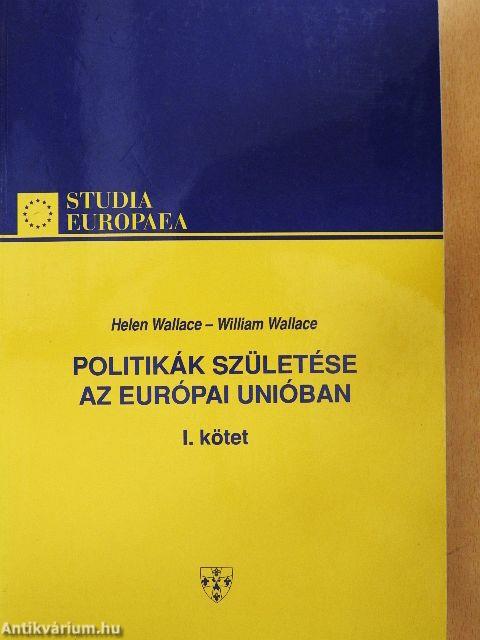 STUDIA
EUROPAEA
Helen Wallace – William Wallace
POLITIKÁK SZÜLETÉSE
AZ EURÓPAI UNIÓBAN
I. kötet
Antikvárium.hu